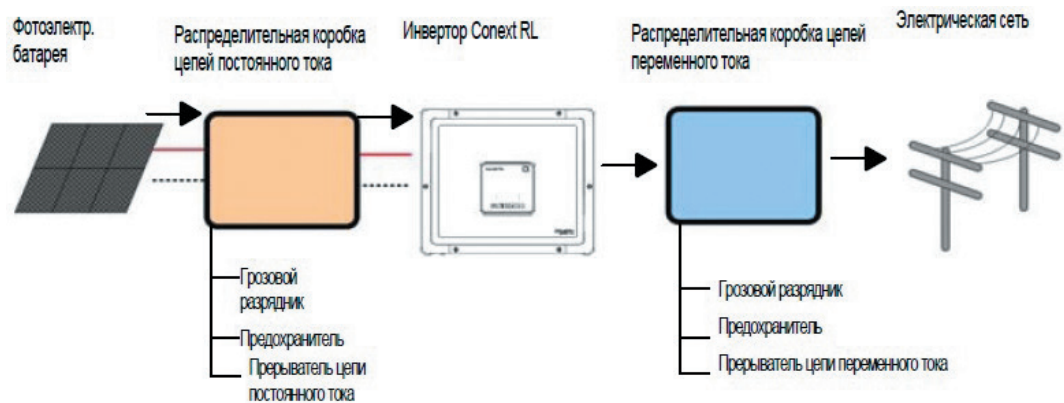 Фотоэлектр.
батарея
Распределительная коробка
цепей постоянного тока
Инвертор Conext RL
Распределительная коробка цепей
переменного тока
Электрическая сеть
Грозовой
разрядник
Предохранитель
Прерыватель цепи
постоянного тока
Грозовой разрядник
Предохранитель
Прерыватель цепи переменного тока